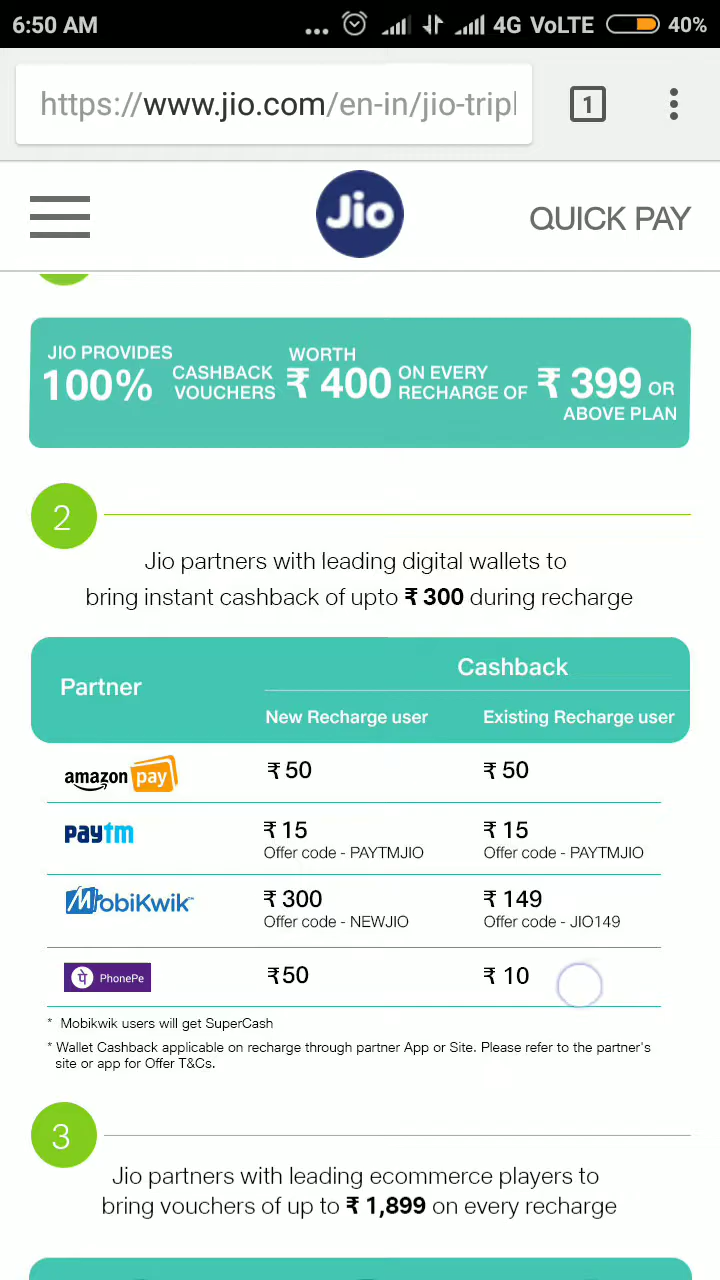 6:50 AM ... 4G VoLTE 40%
https://www.jio.com/en-in/jio-tripl
1
Jio
QUICK PAY
JIO PROVIDES 100% CASHBACK VOUCHERS WORTH ₹ 400 ON EVERY RECHARGE OF ₹ 399 OR ABOVE PLAN
2
Jio partners with leading digital wallets to
bring instant cashback of upto ₹ 300 during recharge
Partner
Cashback
New Recharge user Existing Recharge user
amazon pay ₹ 50 ₹ 50
paytm ₹ 15 ₹ 15
Offer code - PAYTMJIO Offer code - PAYTMJIO
MobiKwik ₹ 300 ₹ 149
Offer code - NEWJIO Offer code - JIO149
पे PhonePe ₹50 ₹ 10
* Mobikwik users will get SuperCash
* Wallet Cashback applicable on recharge through partner App or Site. Please refer to the partner's
site or app for Offer T&Cs.
3
Jio partners with leading ecommerce players to
bring vouchers of up to ₹ 1,899 on every recharge